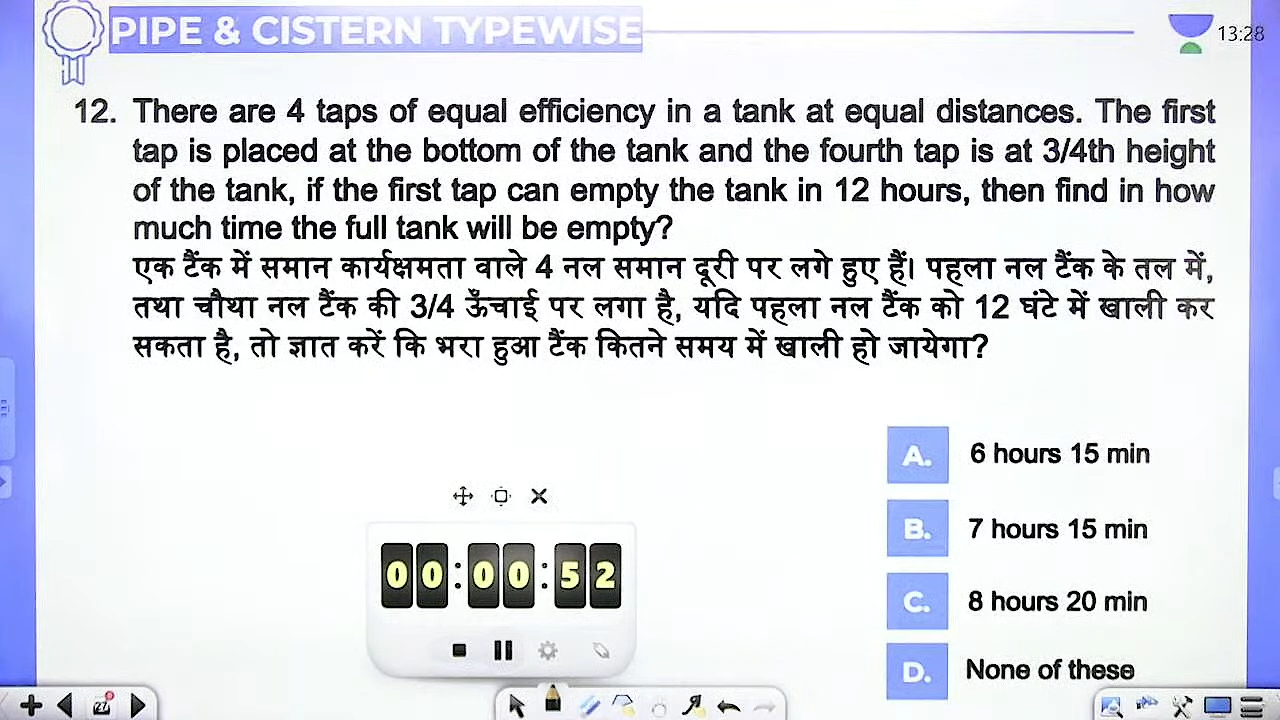 PIPE & CISTERN TYPEWISE
13:28
12. There are 4 taps of equal efficiency in a tank at equal distances. The first
tap is placed at the bottom of the tank and the fourth tap is at 3/4th height
of the tank, if the first tap can empty the tank in 12 hours, then find in how
much time the full tank will be empty?
एक टैंक में समान कार्यक्षमता वाले 4 नल समान दूरी पर लगे हुए हैं। पहला नल टैंक के तल में,
तथा चौथा नल टैंक की 3/4 ऊँचाई पर लगा है, यदि पहला नल टैंक को 12 घंटे में खाली कर
सकता है, तो ज्ञात करें कि भरा हुआ टैंक कितने समय में खाली हो जायेगा?
A. 6 hours 15 min
B. 7 hours 15 min
C. 8 hours 20 min
D. None of these
00:00:52
27